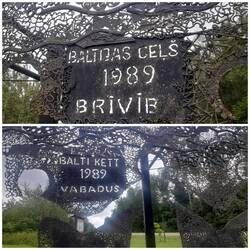 BALTIJAS CEĻŠ
1989
BRĪVĪB
BALTI KETT
1989
VABADUS